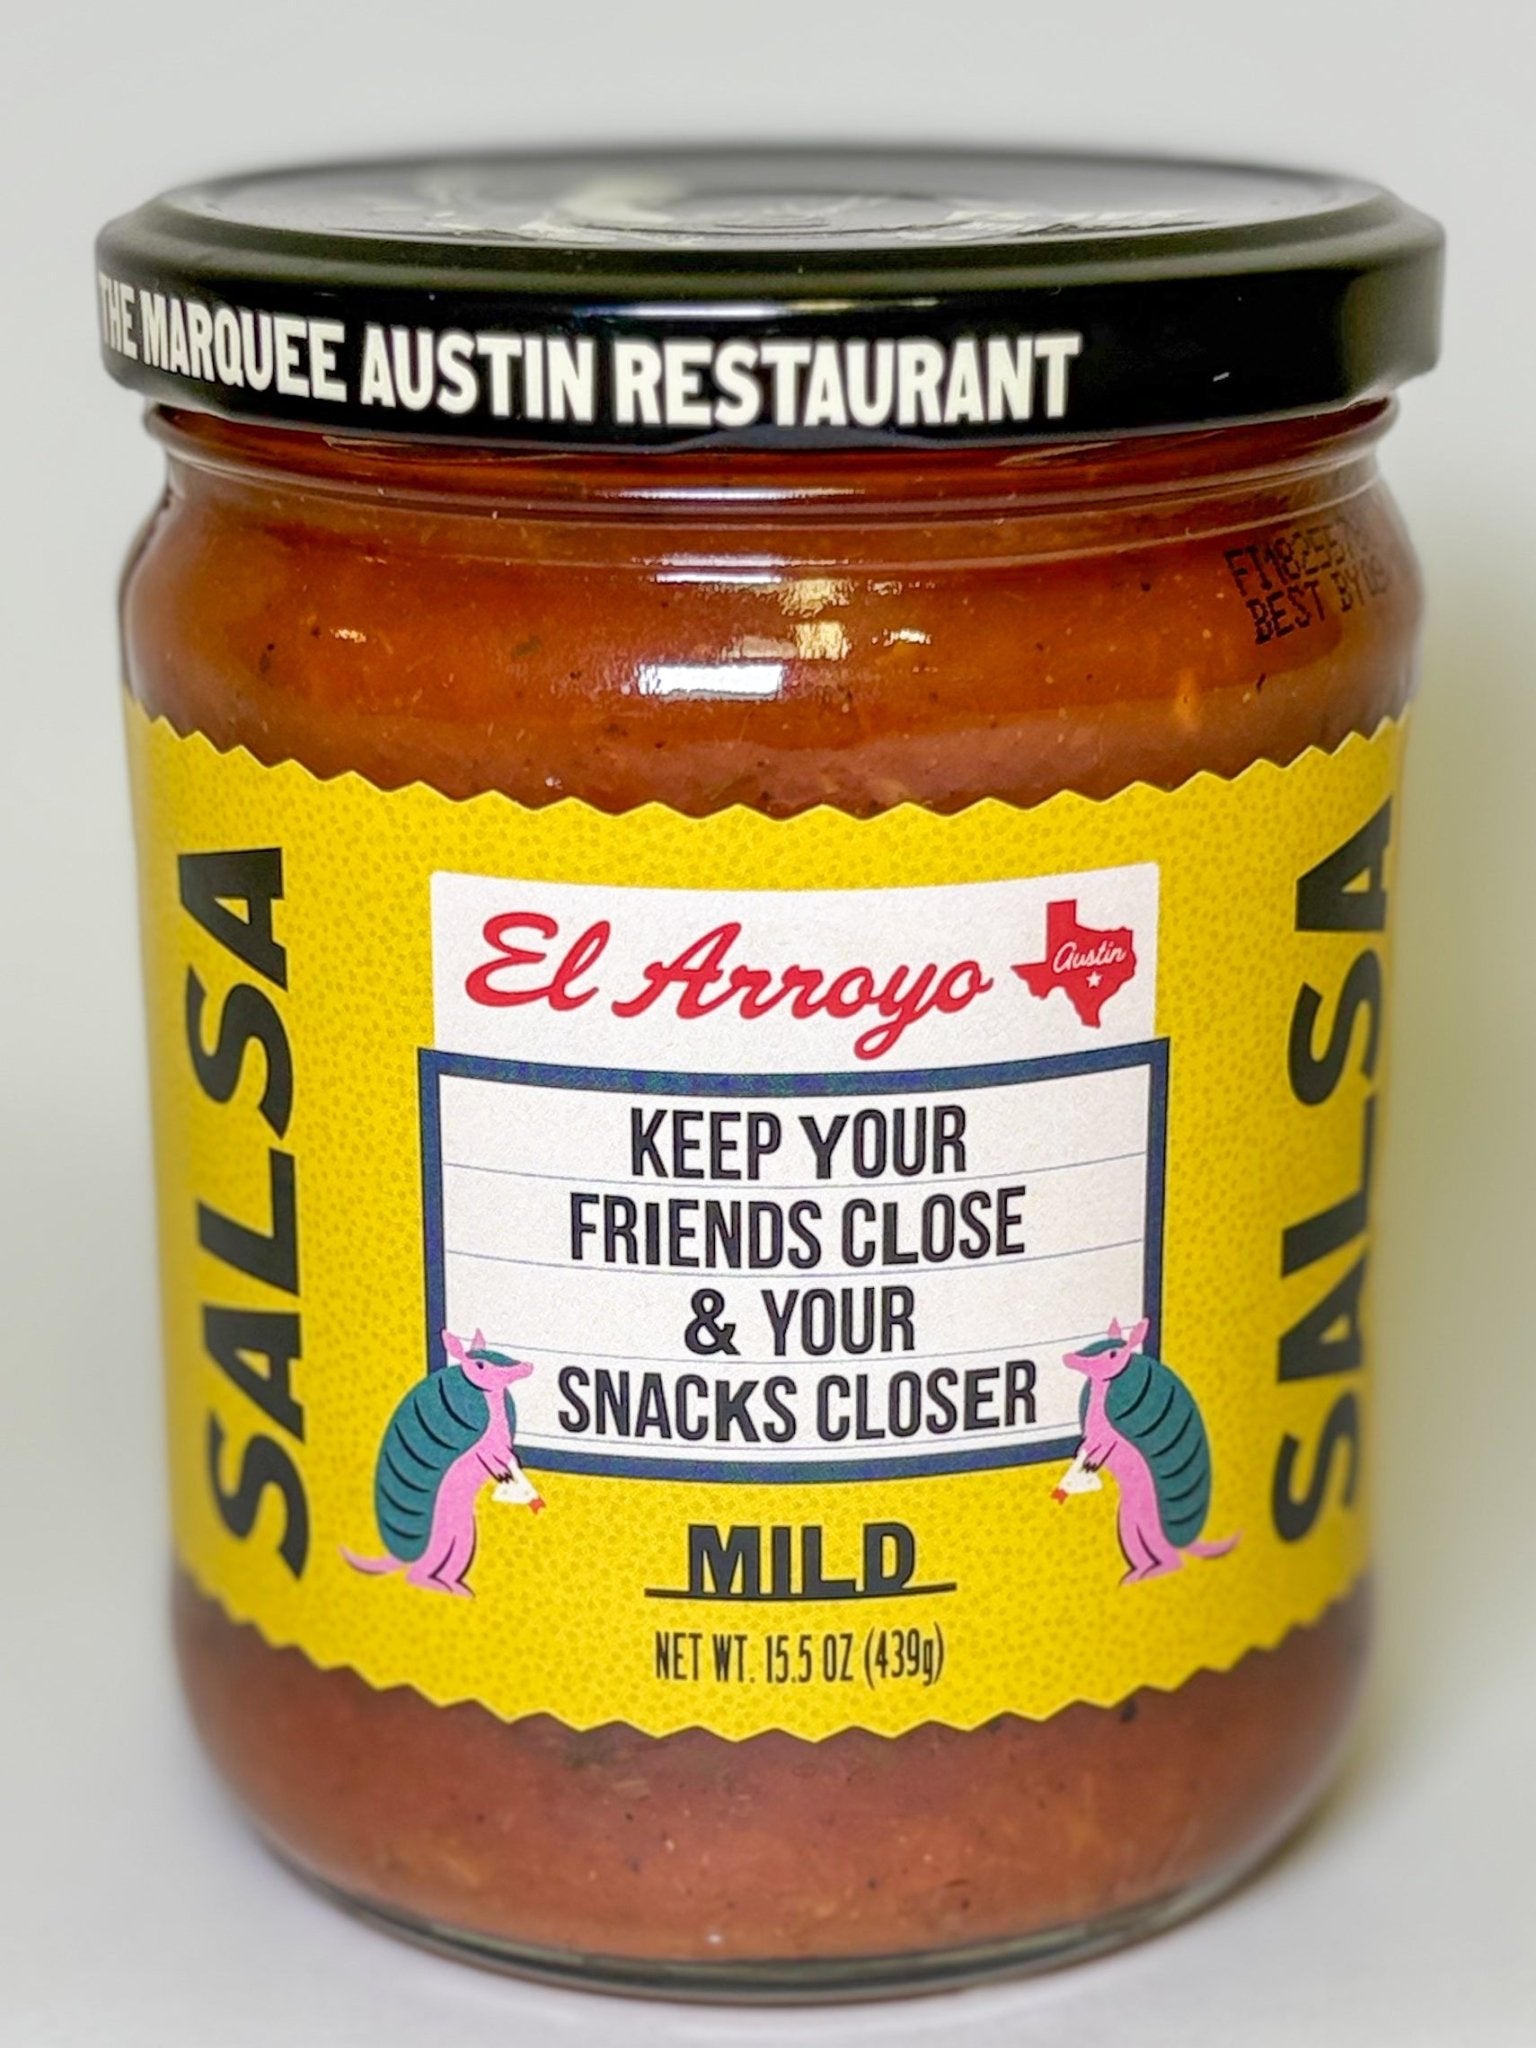 THE MARQUEE AUSTIN RESTAURANT
BEST BY
SALSA
El Arroyo
Austin
KEEP YOUR
FRIENDS CLOSE
& YOUR
SNACKS CLOSER
MILD
NET WT. 15.5 OZ (439g)
SALSA